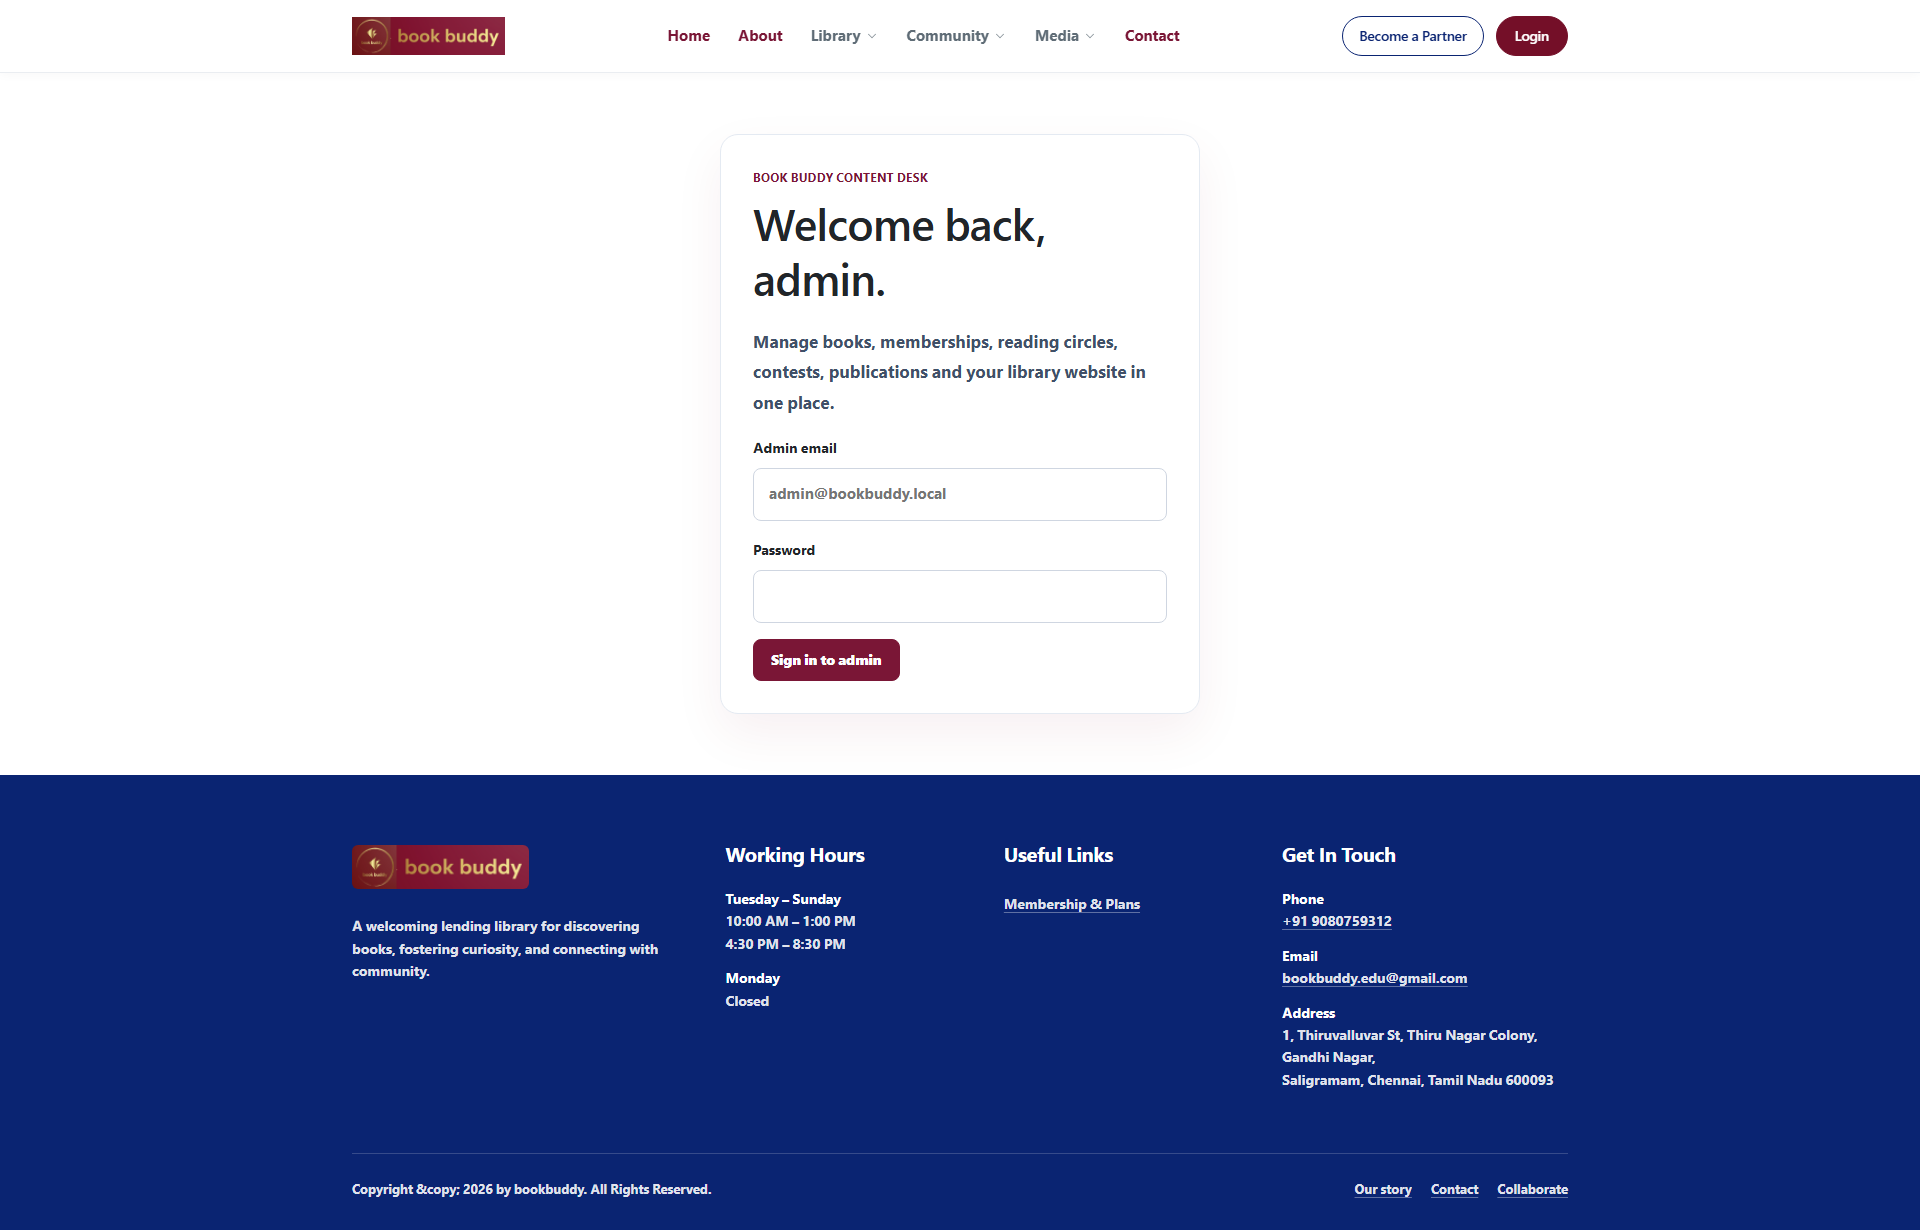 book buddy
Home
About
Library
Community
Media
Contact
Become a Partner
Login
BOOK BUDDY CONTENT DESK
Welcome back,
admin.
Manage books, memberships, reading circles,
contests, publications and your library website in
one place.
Admin email
admin@bookbuddy.local
Password
Sign in to admin
book buddy
A welcoming lending library for discovering
books, fostering curiosity, and connecting with
community.
Working Hours
Tuesday – Sunday
10:00 AM – 1:00 PM
4:30 PM – 8:30 PM
Monday
Closed
Useful Links
Membership & Plans
Get In Touch
Phone
+91 9080759312
Email
bookbuddy.edu@gmail.com
Address
1, Thiruvalluvar St, Thiru Nagar Colony,
Gandhi Nagar,
Saligramam, Chennai, Tamil Nadu 600093
Copyright &copy; 2026 by bookbuddy. All Rights Reserved.
Our story
Contact
Collaborate